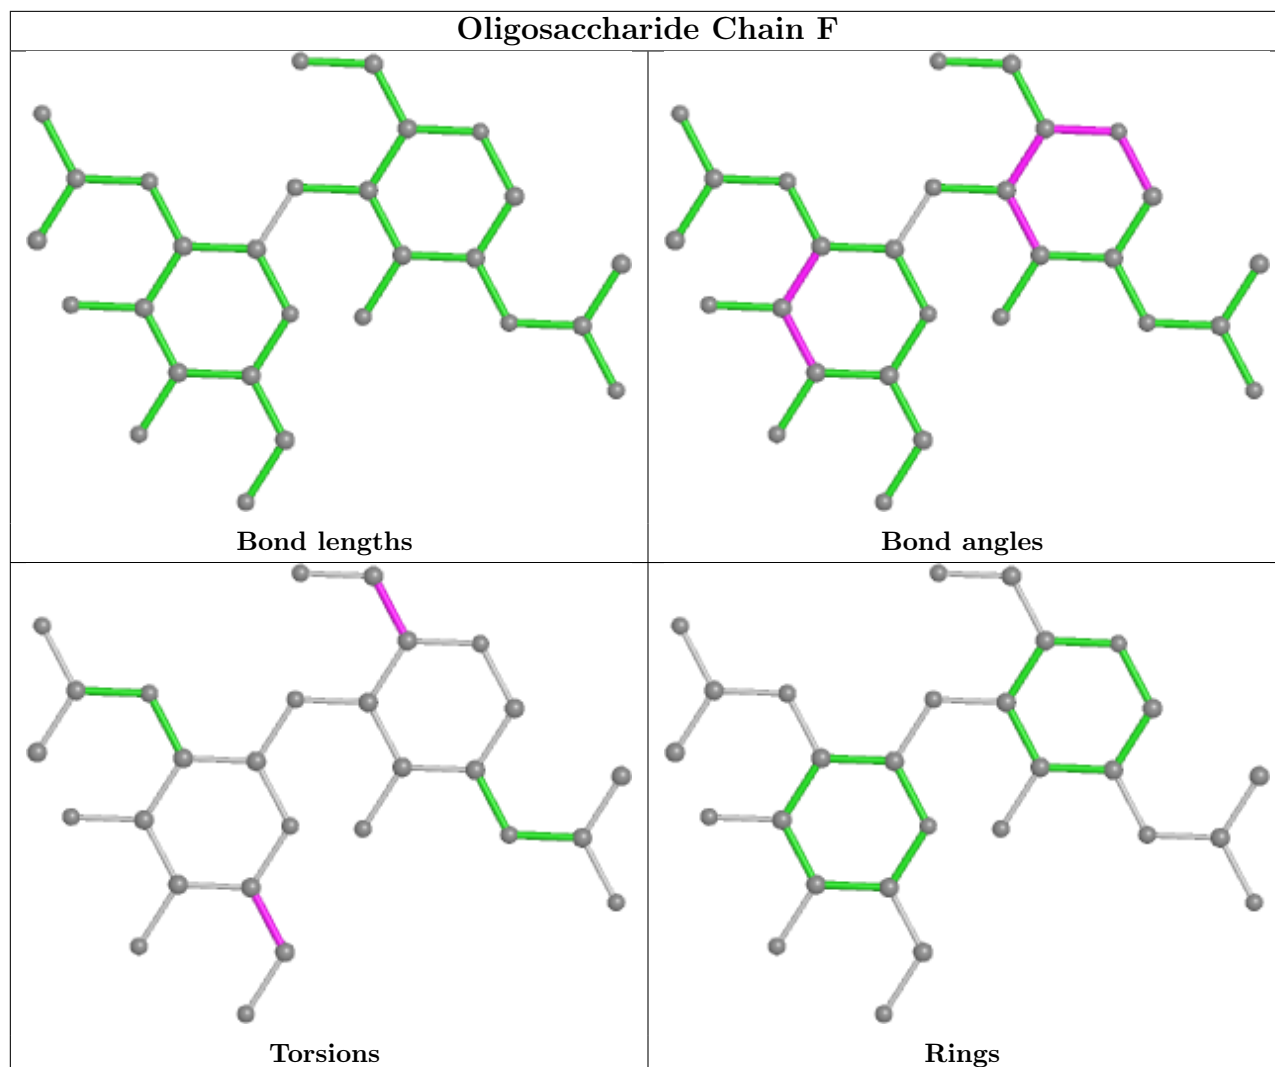 Oligosaccharide Chain F
Bond lengths
Bond angles
Torsions
Rings